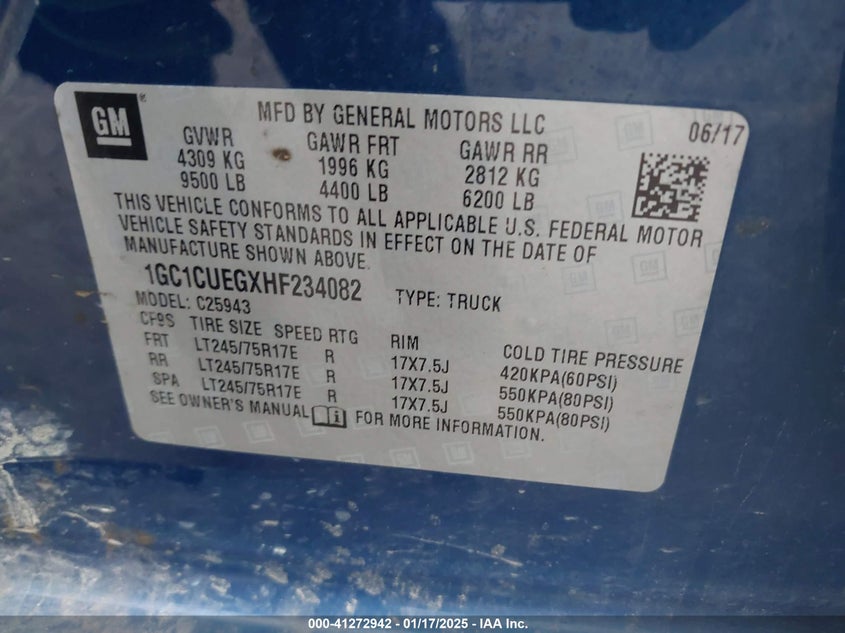 GM®
MFD BY GENERAL MOTORS LLC
06/17
GVWR
4309 KG
9500 LB
GAWR FRT
1996 KG
4400 LB
GAWR RR
2812 KG
6200 LB
THIS VEHICLE CONFORMS TO ALL APPLICABLE U.S. FEDERAL MOTOR
VEHICLE SAFETY STANDARDS IN EFFECT ON THE DATE OF
MANUFACTURE SHOWN ABOVE.
1GC1CUEGXHF234082 TYPE: TRUCK
MODEL: C25943
CF9S TIRE SIZE SPEED RTG RIM COLD TIRE PRESSURE
FRT LT245/75R17E R 17X7.5J 420KPA(60PSI)
RR LT245/75R17E R 17X7.5J 550KPA(80PSI)
SPA LT245/75R17E R 17X7.5J 550KPA(80PSI)
SEE OWNER'S MANUAL FOR MORE INFORMATION.
000-41272942 - 01/17/2025 - IAA Inc.